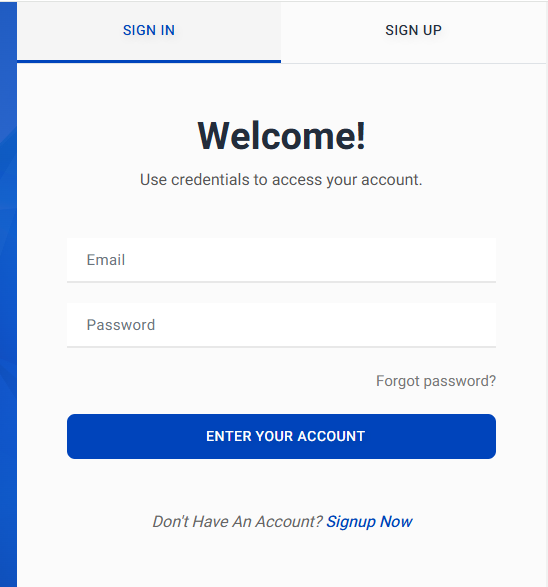 SIGN IN
SIGN UP
Welcome!
Use credentials to access your account.
Email
Password
Forgot password?
ENTER YOUR ACCOUNT
Don't Have An Account? Signup Now